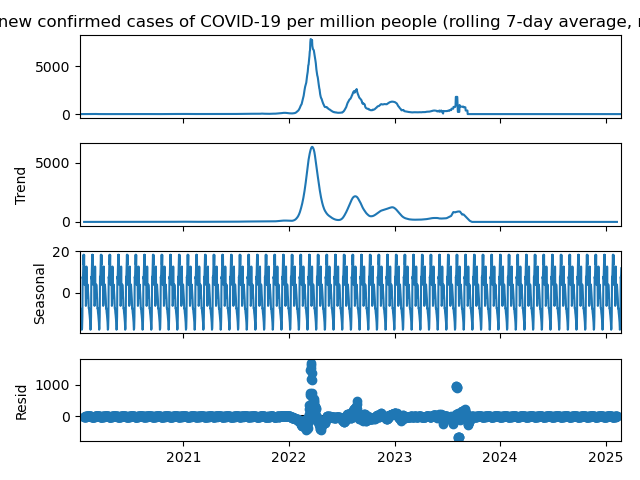 new confirmed cases of COVID-19 per million people (rolling 7-day average,
5000
0
5000
0
Trend
20
0
Seasonal
1000
0
Resid
2021 2022 2023 2024 2025